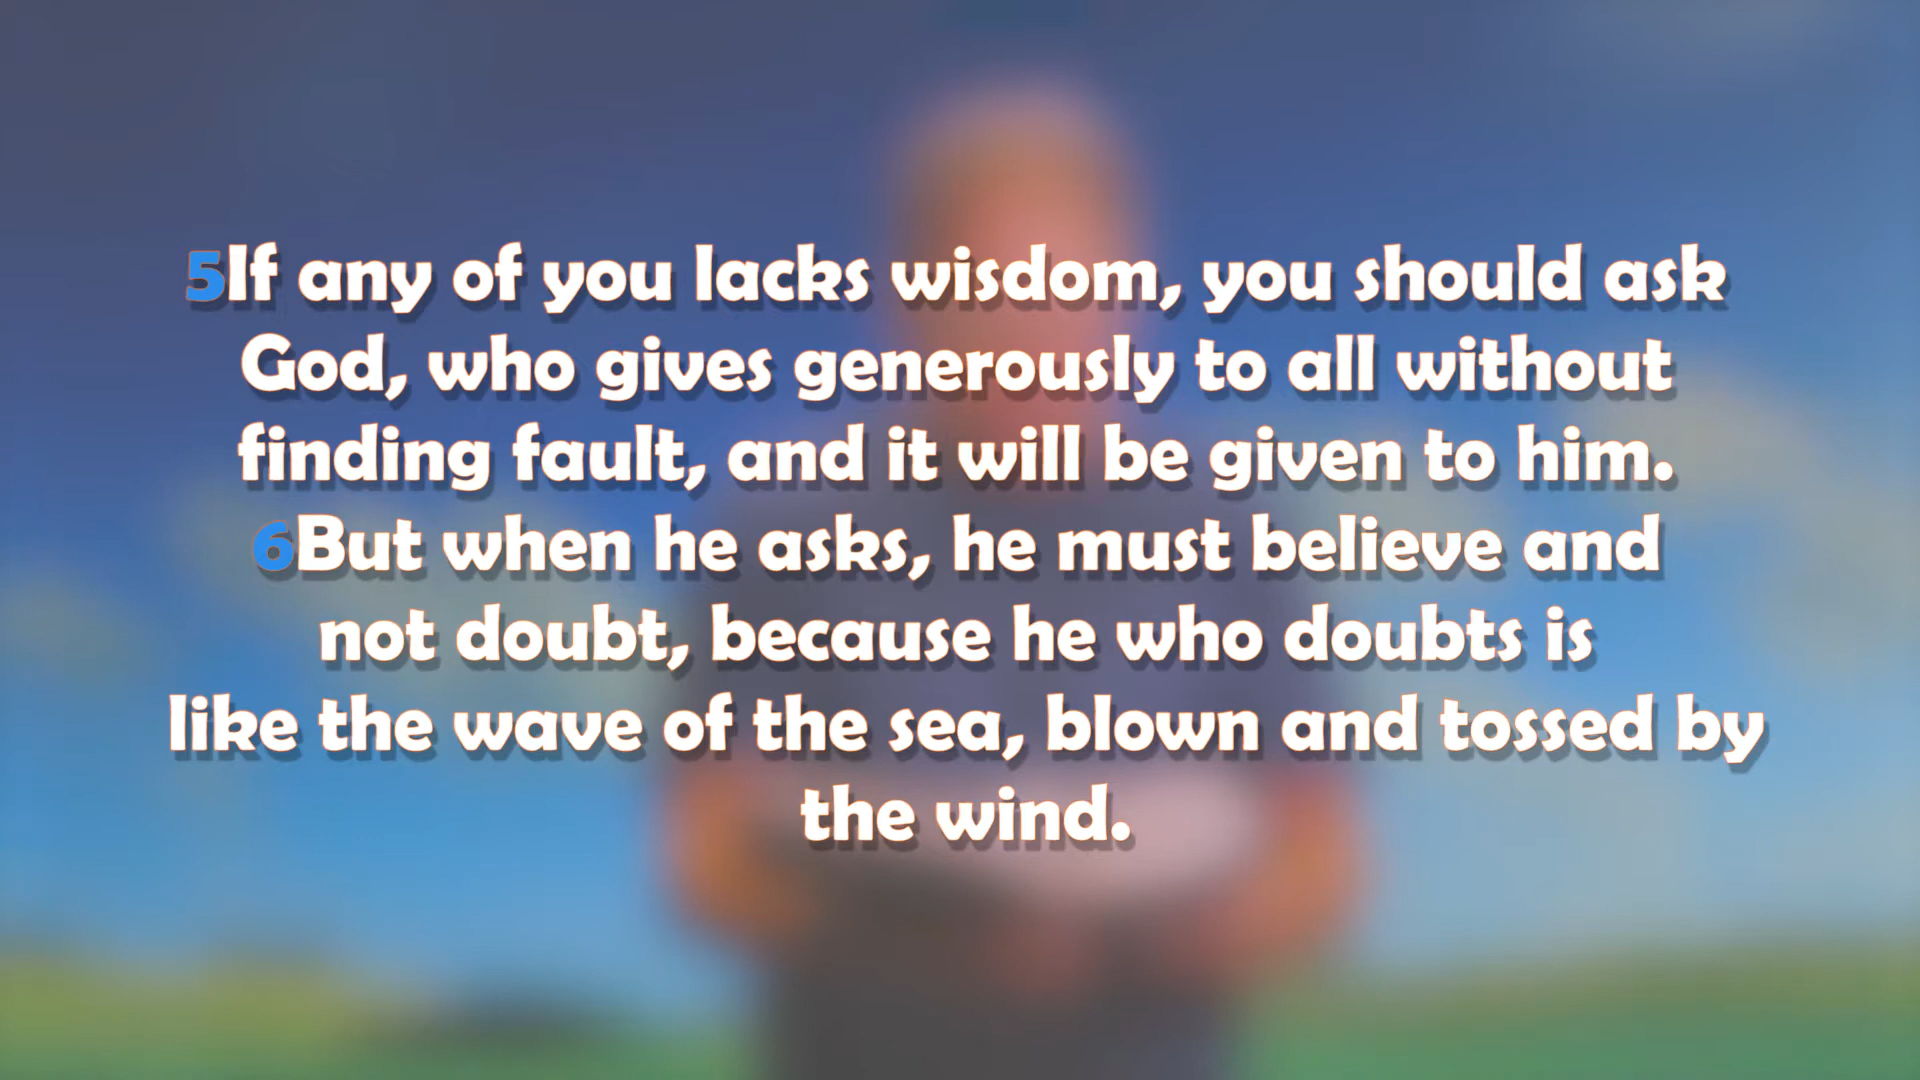 5If any of you lacks wisdom, you should ask
God, who gives generously to all without
finding fault, and it will be given to him.
6But when he asks, he must believe and
not doubt, because he who doubts is
like the wave of the sea, blown and tossed by
the wind.